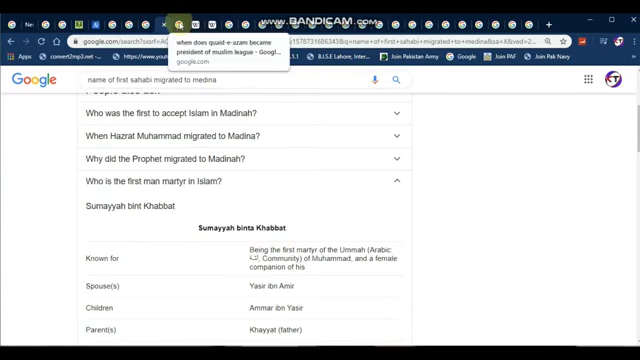 WWW.BANDICAM.COM
google.com/search?
when does quaid-e-azam became
president of muslim league - Googl...
google.com
convert2mp3.net -
B.I.S.E Lahore, Inter
Join Pakistan Army
Join PAF
Join Pak Navy
Google
name of first sahabi migrated to medina
People also ask
Who was the first to accept Islam in Madinah?
When Hazrat Muhammad migrated to Madina?
Why did the Prophet migrated to Madinah?
Who is the first man martyr in Islam?
Sumayyah bint Khabbat
Sumayyah binta Khabbat
Known for
Being the first martyr of the Ummah (Arabic:
Community) of Muhammad, and a female
companion of his
Spouse(s)
Yasir ibn Amir
Children
Ammar ibn Yasir
Parent(s)
Khayyat (father)